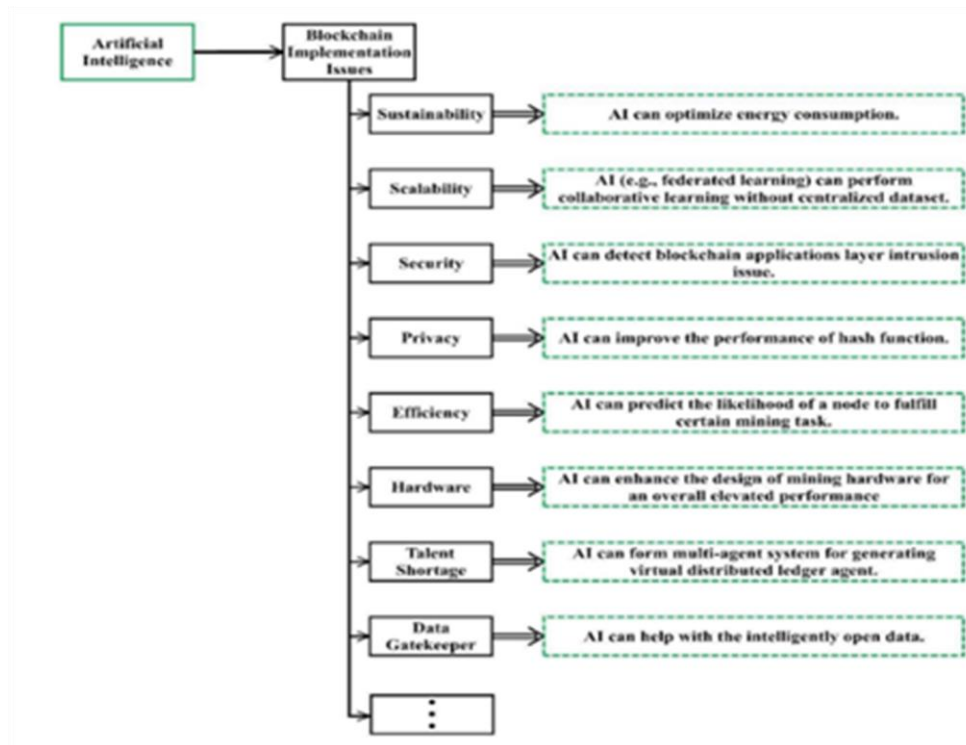 Artificial
Intelligence
Blockchain
Implementation
Issues
Sustainability
AI can optimize energy consumption.
Scalability
AI (e.g., federated learning) can perform
collaborative learning without centralized dataset.
Security
AI can detect blockchain applications layer intrusion
issue.
Privacy
AI can improve the performance of hash function.
Efficiency
AI can predict the likelihood of a node to fulfill
certain mining task.
Hardware
AI can enhance the design of mining hardware for
an overall elevated performance
Talent
Shortage
AI can form multi-agent system for generating
virtual distributed ledger agent.
Data
Gatekeeper
AI can help with the intelligently open data.